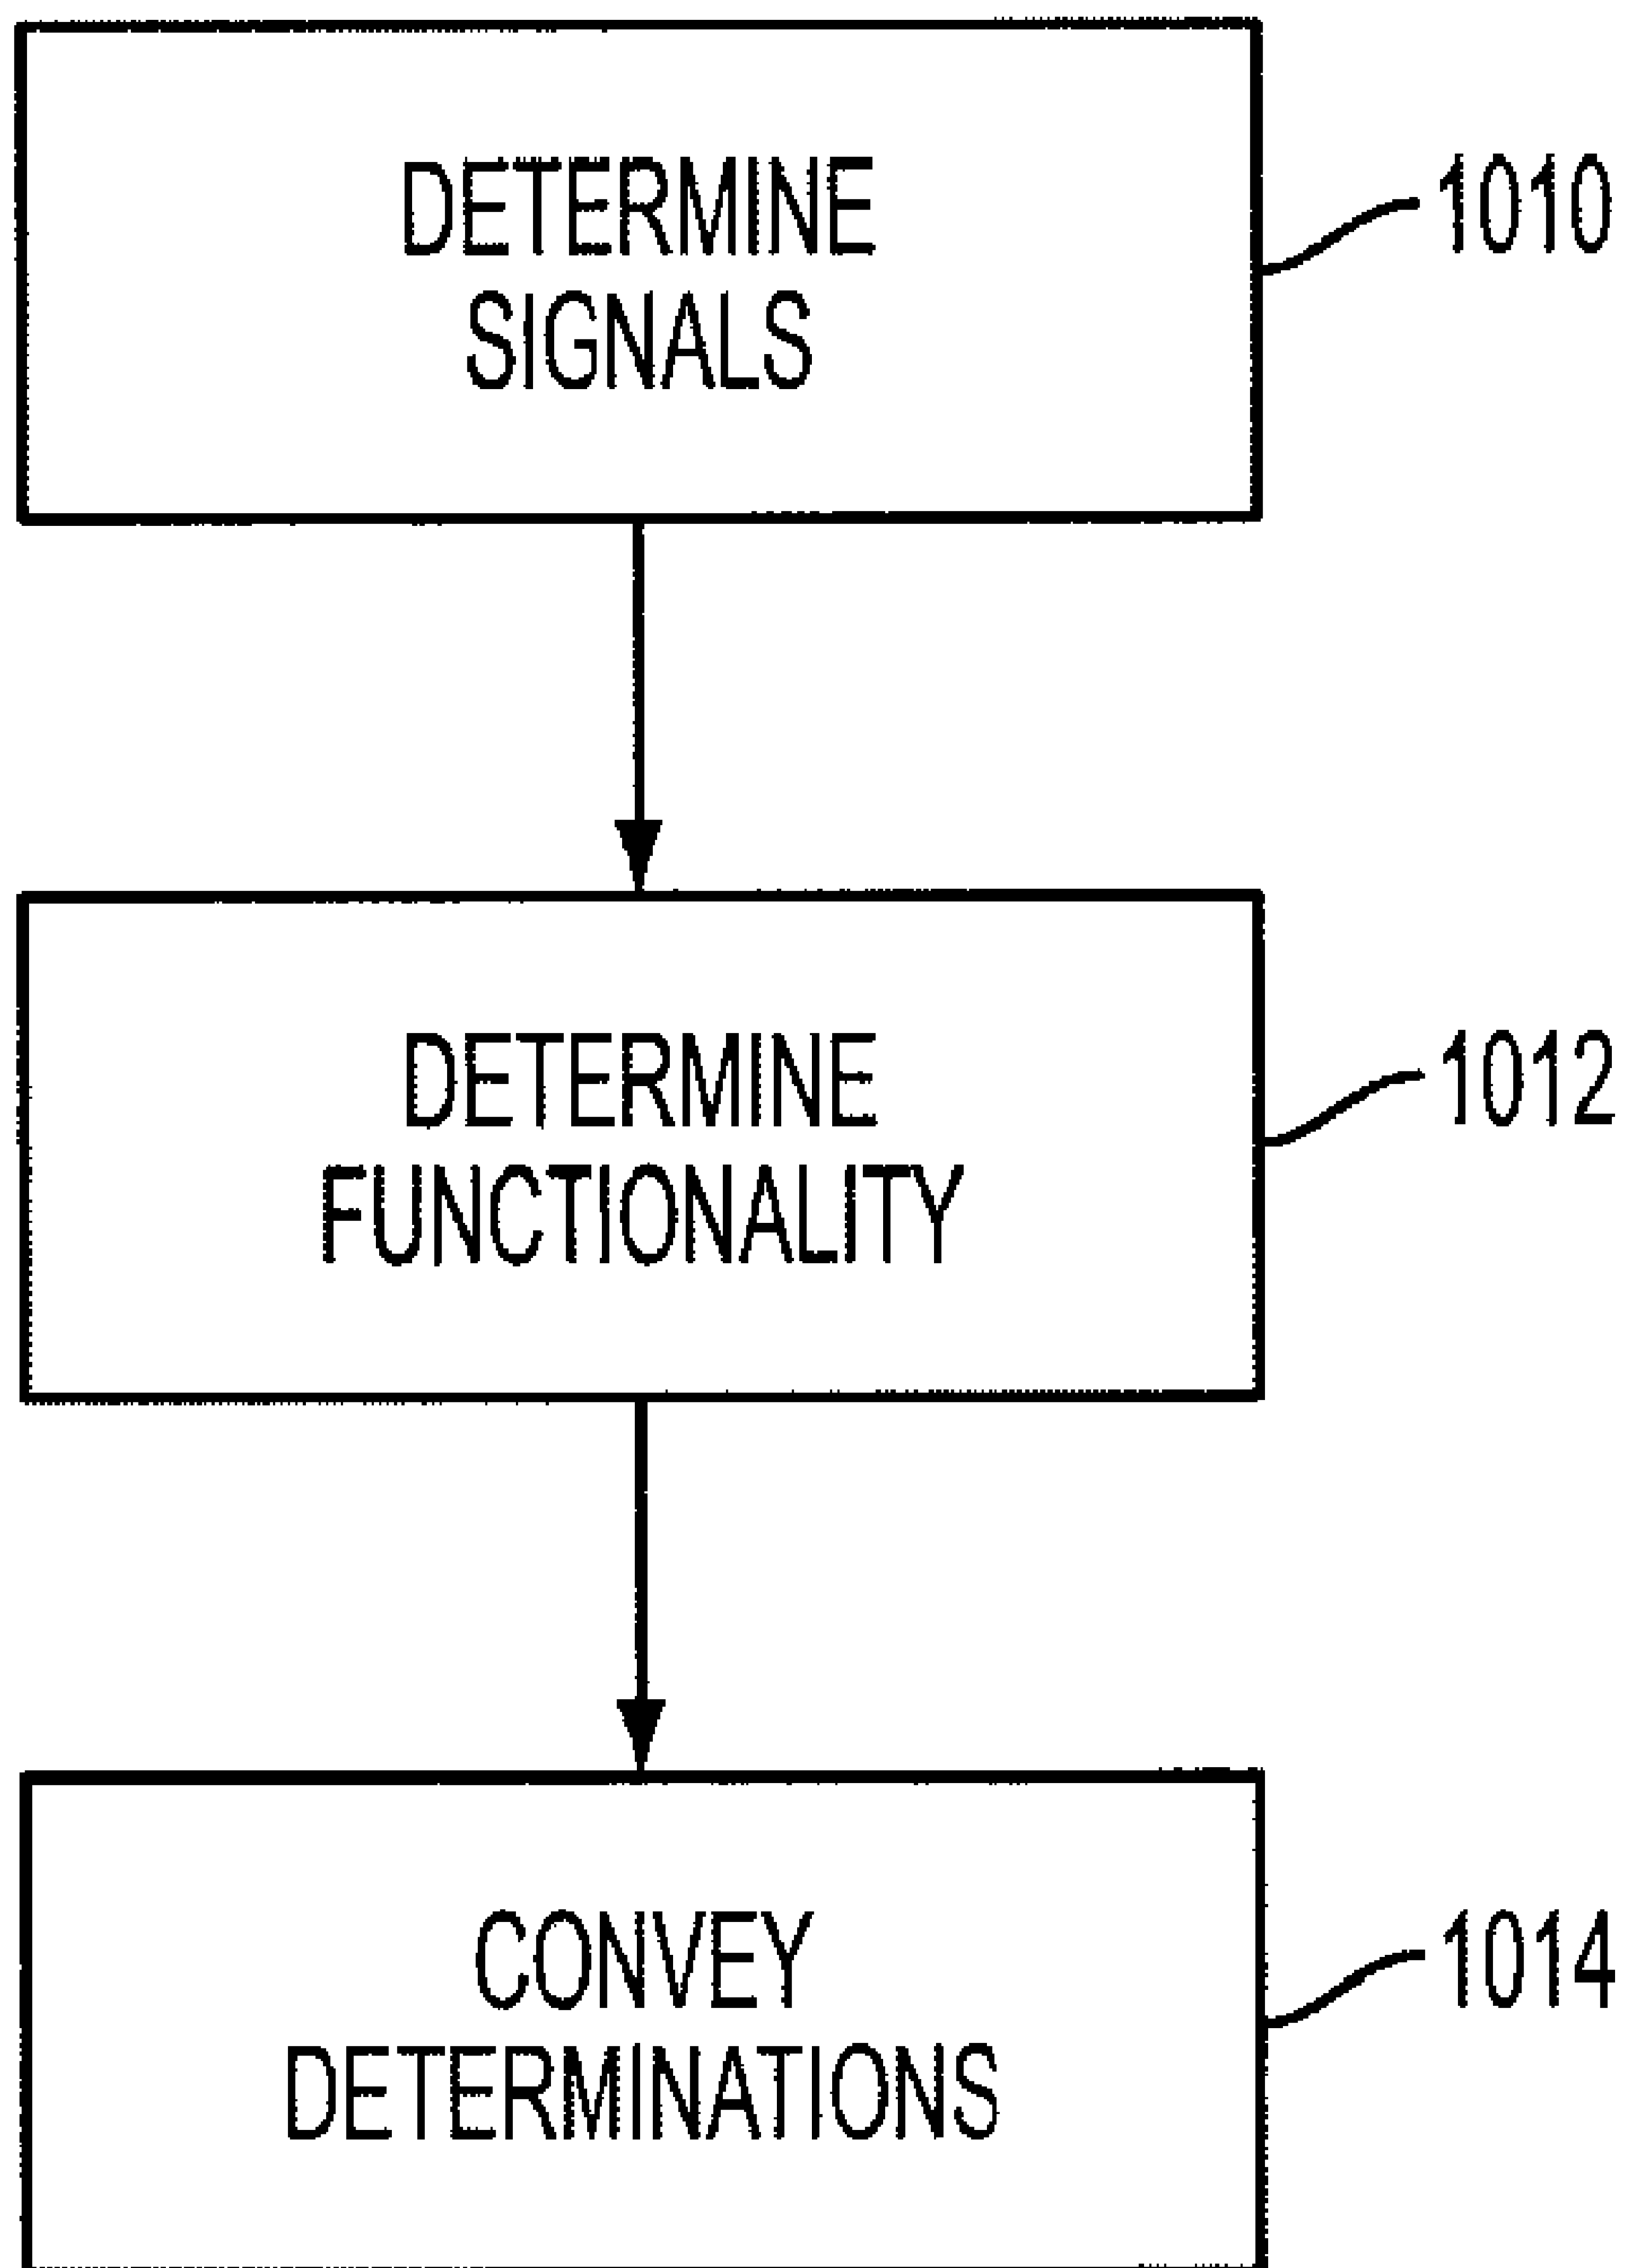 DETERMINE
SIGNALS
1010
DETERMINE
FUNCTIONALITY
1012
CONVEY
DETERMINATIONS
1014